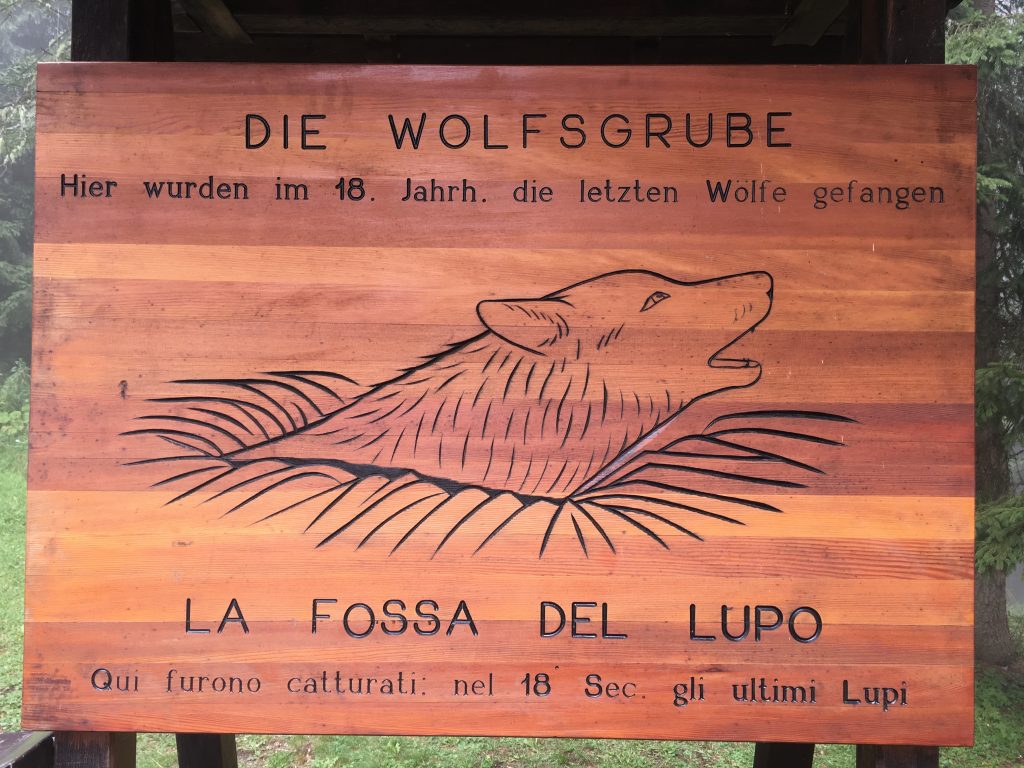 DIE WOLFSGRUBE
Hier wurden im 18. Jahrh. die letzten Wölfe gefangen
LA FOSSA DEL LUPO
Qui furono catturati: nel 18 Sec. gli ultimi Lupi